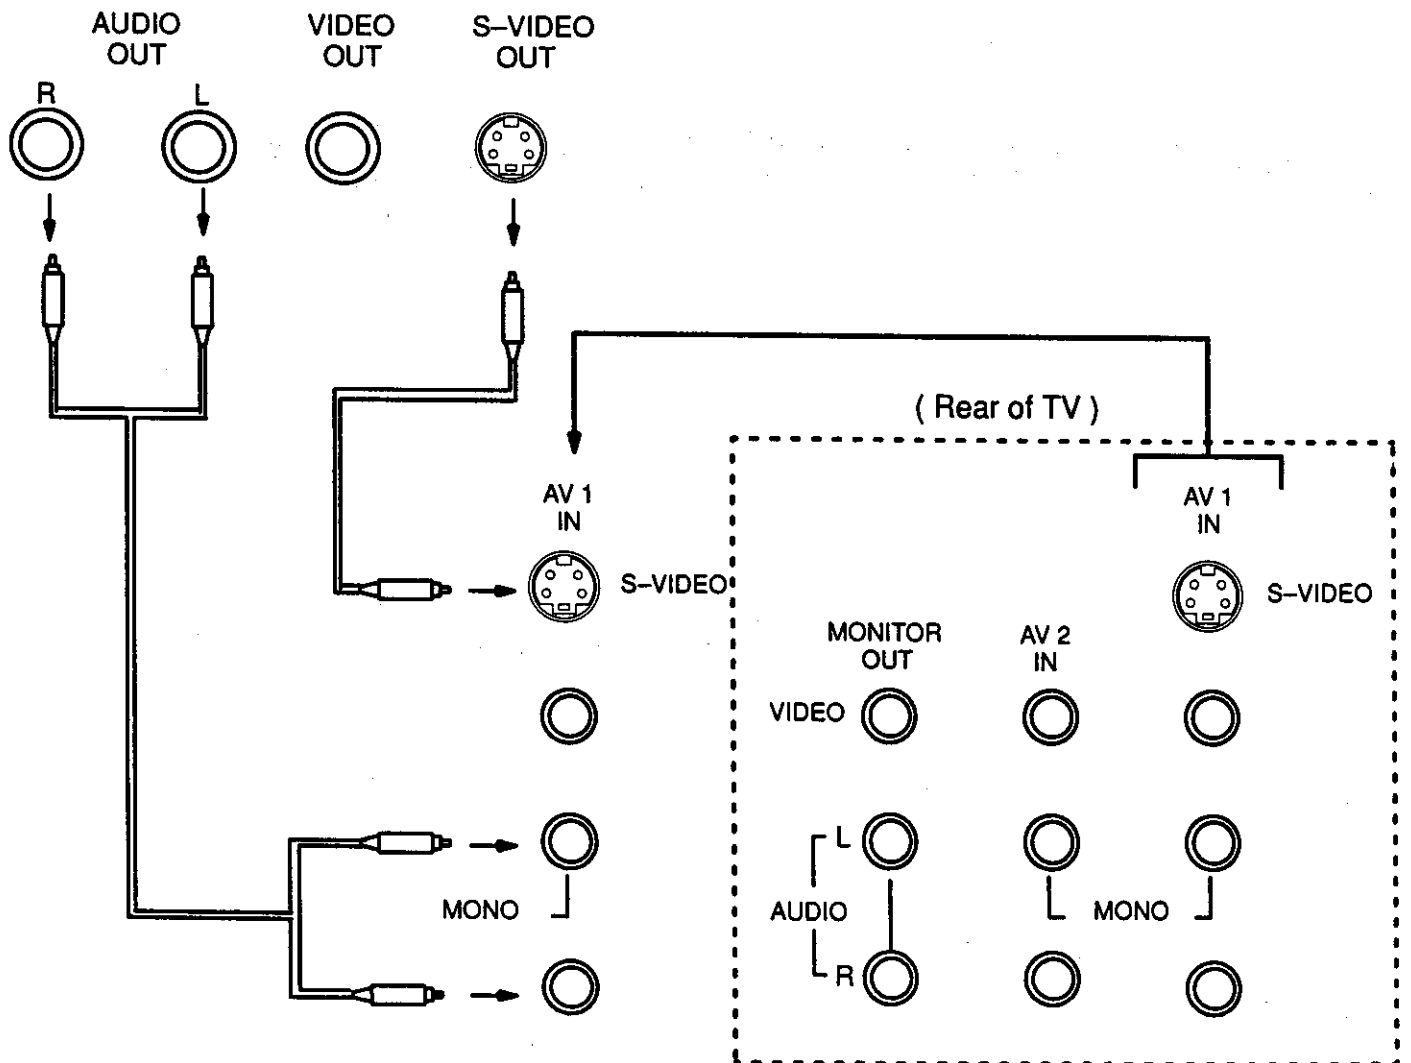 AUDIO
OUT
VIDEO
OUT
S–VIDEO
OUT
R
L
( Rear of TV )
AV 1
IN
S–VIDEO
AV 1
IN
S–VIDEO
MONITOR
OUT
AV 2
IN
VIDEO
L
MONO
AUDIO
MONO
R